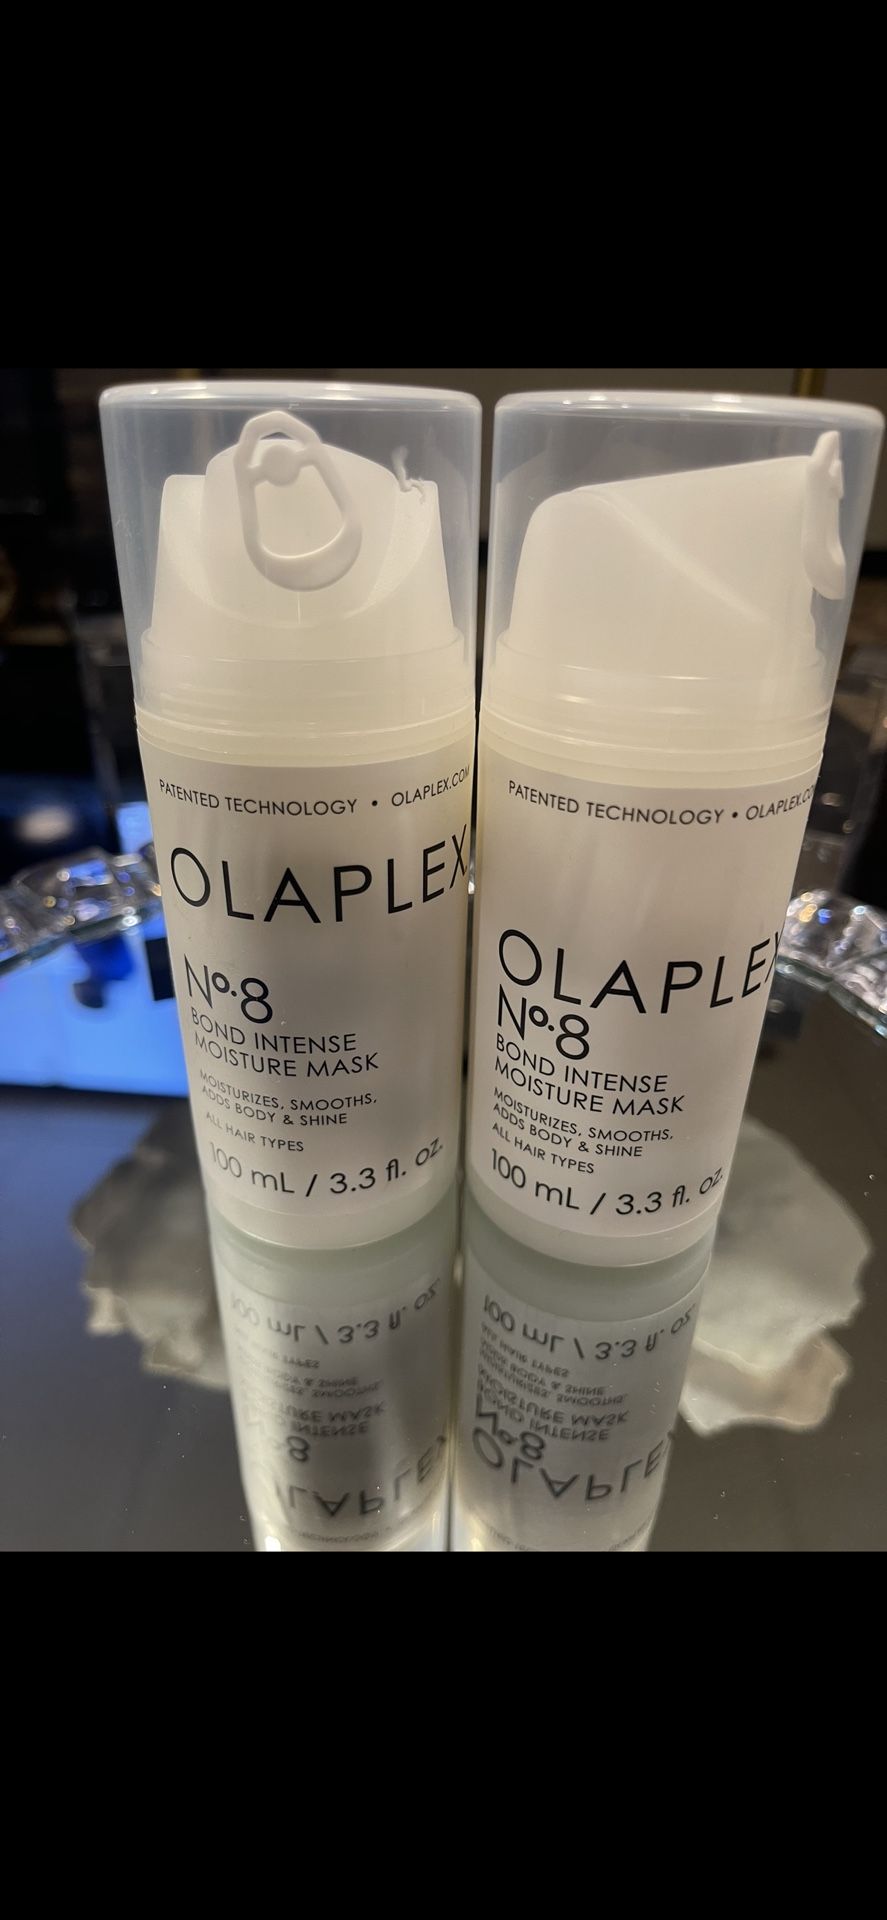 PATENTED TECHNOLOGY • OLAPLEX.COM
OLAPLEX
Nº.8
BOND INTENSE
MOISTURE MASK
MOISTURIZES, SMOOTHS,
ADDS BODY & SHINE
ALL HAIR TYPES
100 mL / 3.3 fl. oz.
PATENTED TECHNOLOGY • OLAPLEX.CO
OLAPLEX
Nº.8
BOND INTENSE
MOISTURE MASK
MOISTURIZES, SMOOTHS,
ADDS BODY & SHINE
ALL HAIR TYPES
100 mL / 3.3 fl. oz.